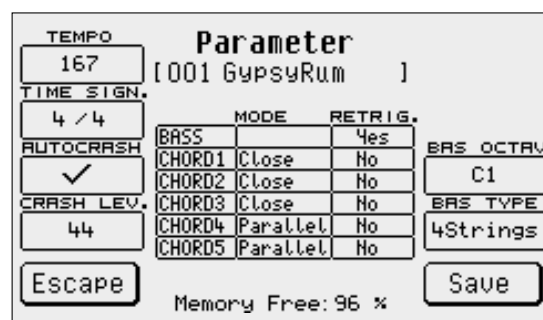 TEMPO
167
Parameter
[001 GypsyRum ]
TIME SIGN.
4 / 4
MODE RETRIG.
BASS Yes
AUTOCRASH
CHORD1 Close No
BAS OCTAV
C1
CHORD2 Close No
CRASH LEV.
CHORD3 Close No
BAS TYPE
44
CHORD4 Parallel No
4Strings
CHORD5 Parallel No
Escape
Memory Free: 96 %
Save